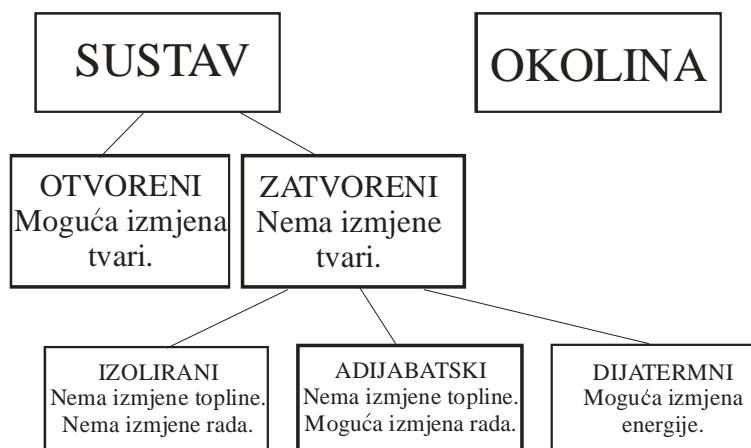 SUSTAV
OKOLINA
OTVORENI
Moguća izmjena
tvari.
ZATVORENI
Nema izmjene
tvari.
IZOLIRANI
Nema izmjene topline.
Nema izmjene rada.
ADIJABATSKI
Nema izmjene topline.
Moguća izmjena rada.
DIJATERMNI
Moguća izmjena
energije.